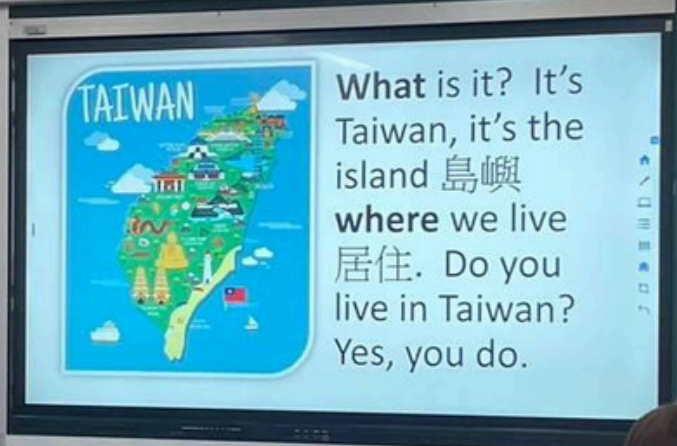 TAIWAN
What is it? It's
Taiwan, it's the
island 島嶼
where we live
居住. Do you
live in Taiwan?
Yes, you do.